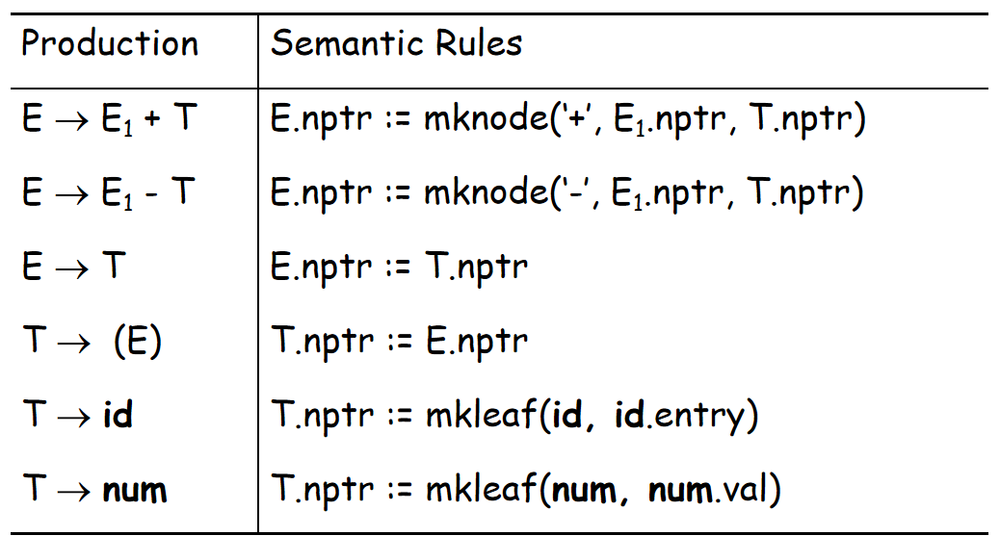 Production Semantic Rules
E → E₁ + T E.nptr := mknode(‘+’, E₁.nptr, T.nptr)
E → E₁ - T E.nptr := mknode(‘-’, E₁.nptr, T.nptr)
E → T E.nptr := T.nptr
T → (E) T.nptr := E.nptr
T → id T.nptr := mkleaf(id, id.entry)
T → num T.nptr := mkleaf(num, num.val)